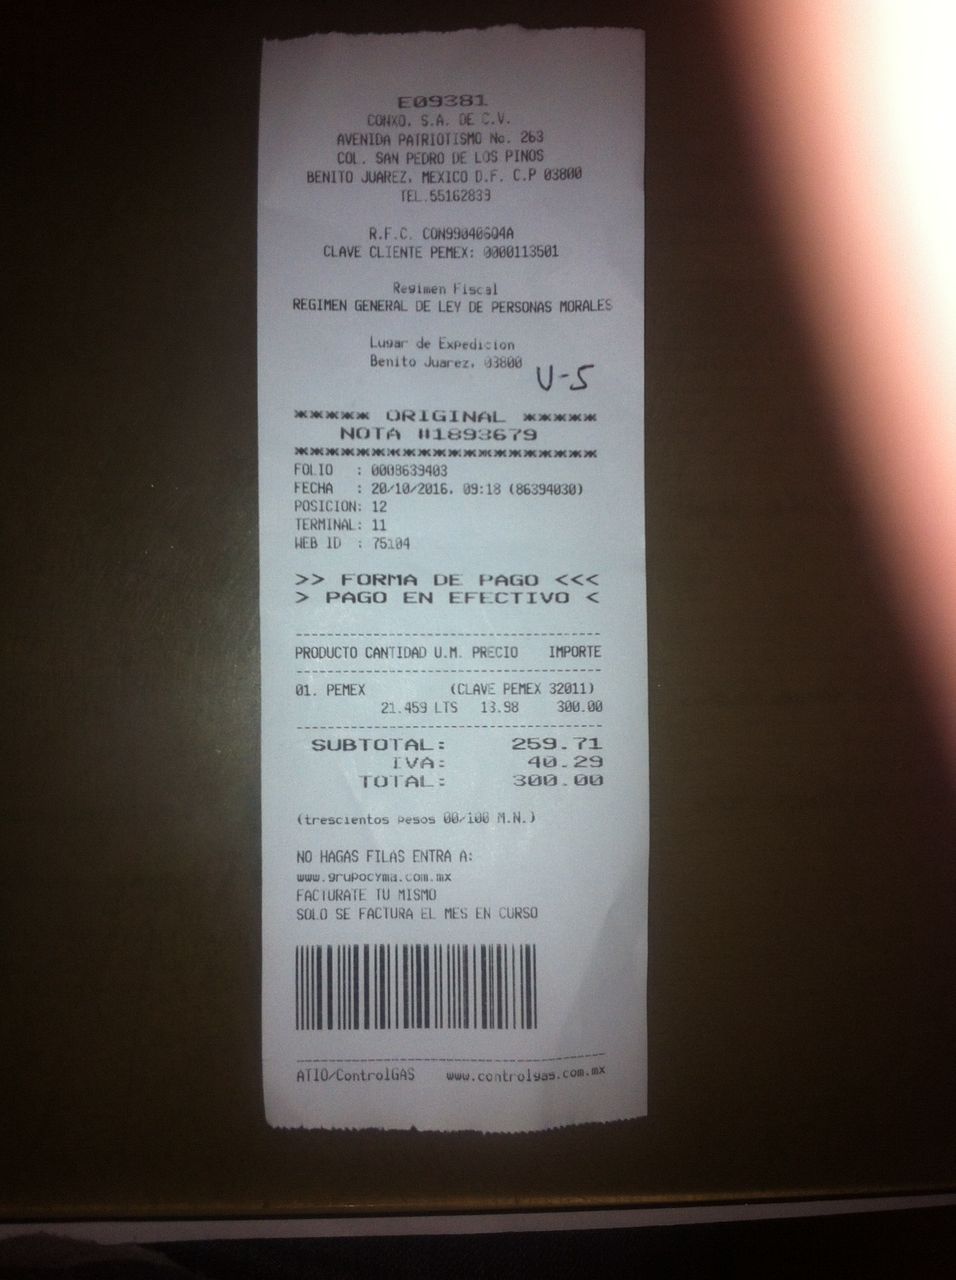 E09381
CONXO, S.A. DE C.V.
AVENIDA PATRIOTISMO No. 263
COL. SAN PEDRO DE LOS PINOS
BENITO JUAREZ, MEXICO D.F. C.P 03800
TEL.55162839
R.F.C. CON990406Q4A
CLAVE CLIENTE PEMEX: 0000113501
Regimen Fiscal
REGIMEN GENERAL DE LEY DE PERSONAS MORALES
Lugar de Expedicion
Benito Juarez, 03800
U-5
***** ORIGINAL *****
NOTA #1893679
********************
FOLIO : 0008639403
FECHA : 20/10/2016, 09:18 (86394030)
POSICION: 12
TERMINAL: 11
WEB ID : 75104
>> FORMA DE PAGO <<<
> PAGO EN EFECTIVO <
PRODUCTO CANTIDAD U.M. PRECIO IMPORTE
01. PEMEX (CLAVE PEMEX 32011)
21.459 LTS 13.98 300.00
SUBTOTAL: 259.71
IVA: 40.29
TOTAL: 300.00
(trescientos pesos 00/100 M.N.)
NO HAGAS FILAS ENTRA A:
www.grupocyma.com.mx
FACTURATE TU MISMO
SOLO SE FACTURA EL MES EN CURSO
ATIO/ControlGAS www.controlgas.com.mx